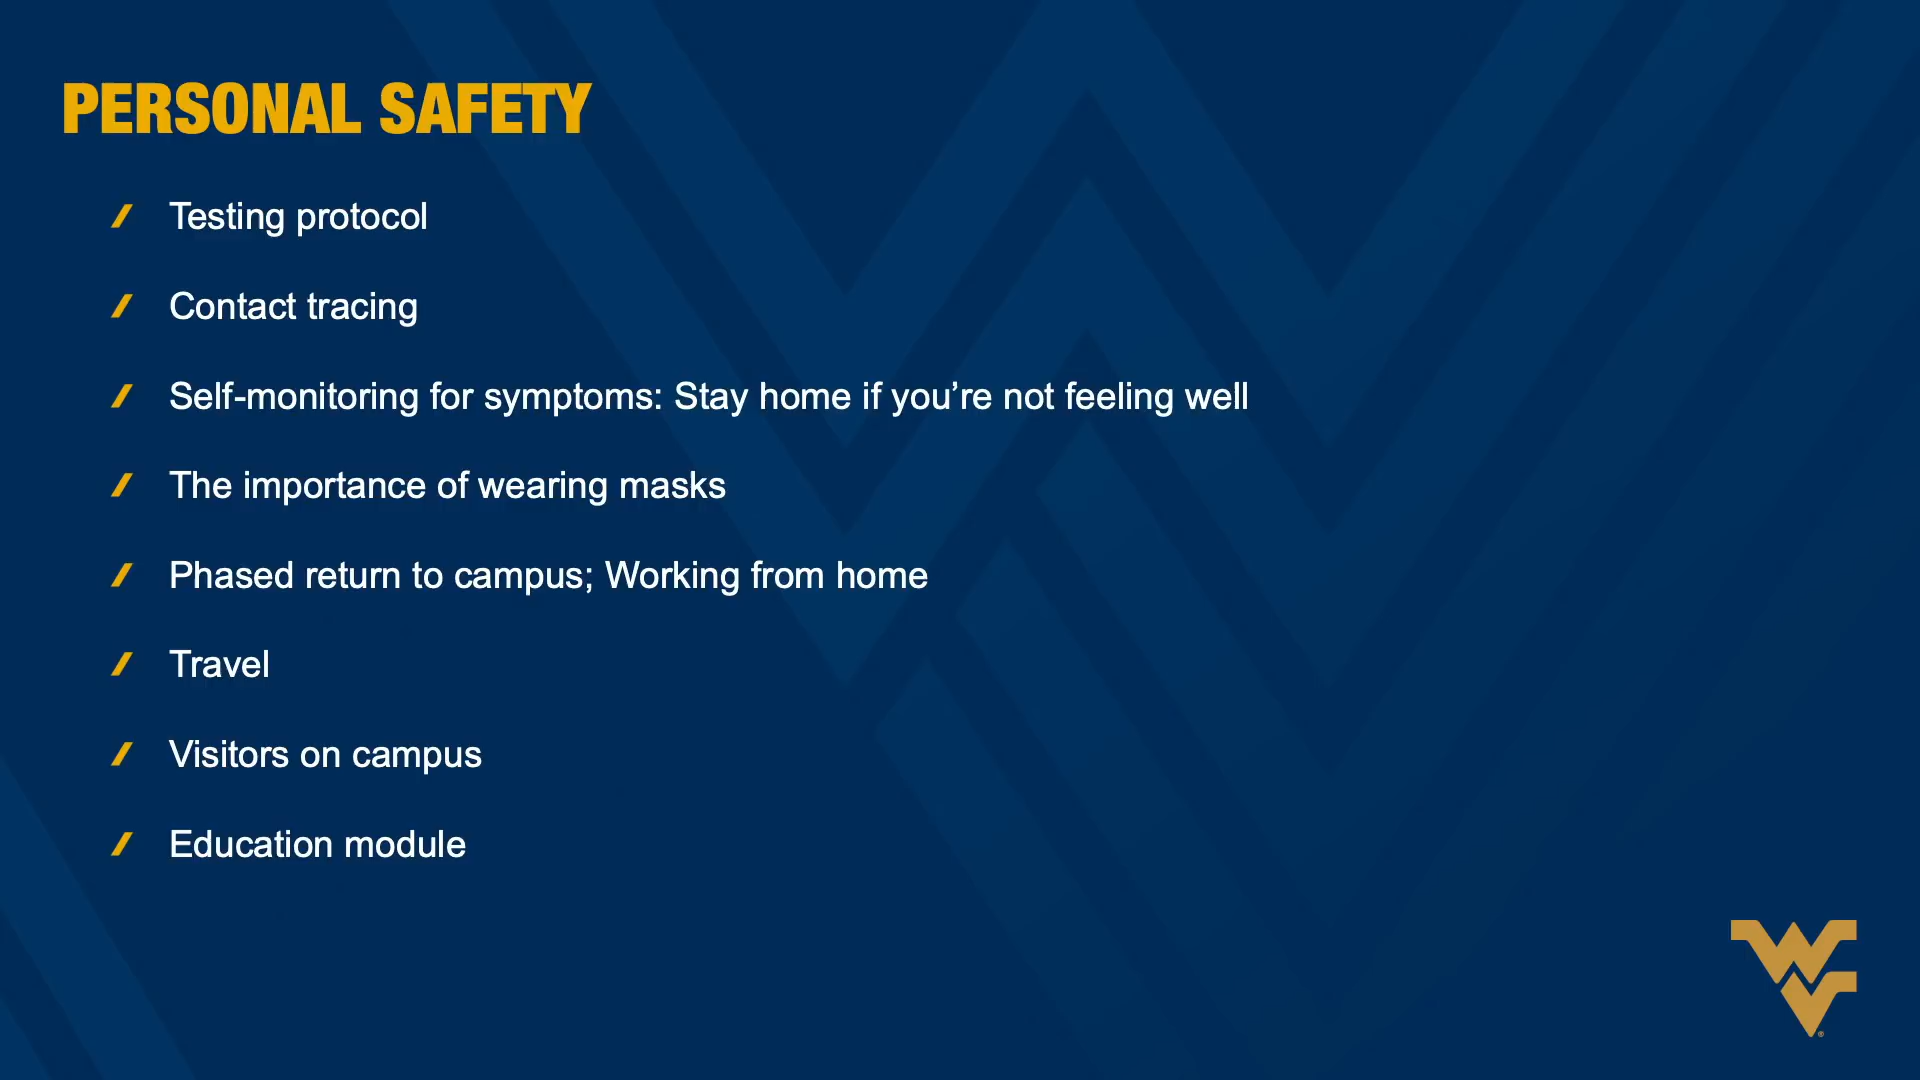 PERSONAL SAFETY
Testing protocol
Contact tracing
Self-monitoring for symptoms: Stay home if you’re not feeling well
The importance of wearing masks
Phased return to campus; Working from home
Travel
Visitors on campus
Education module
WV